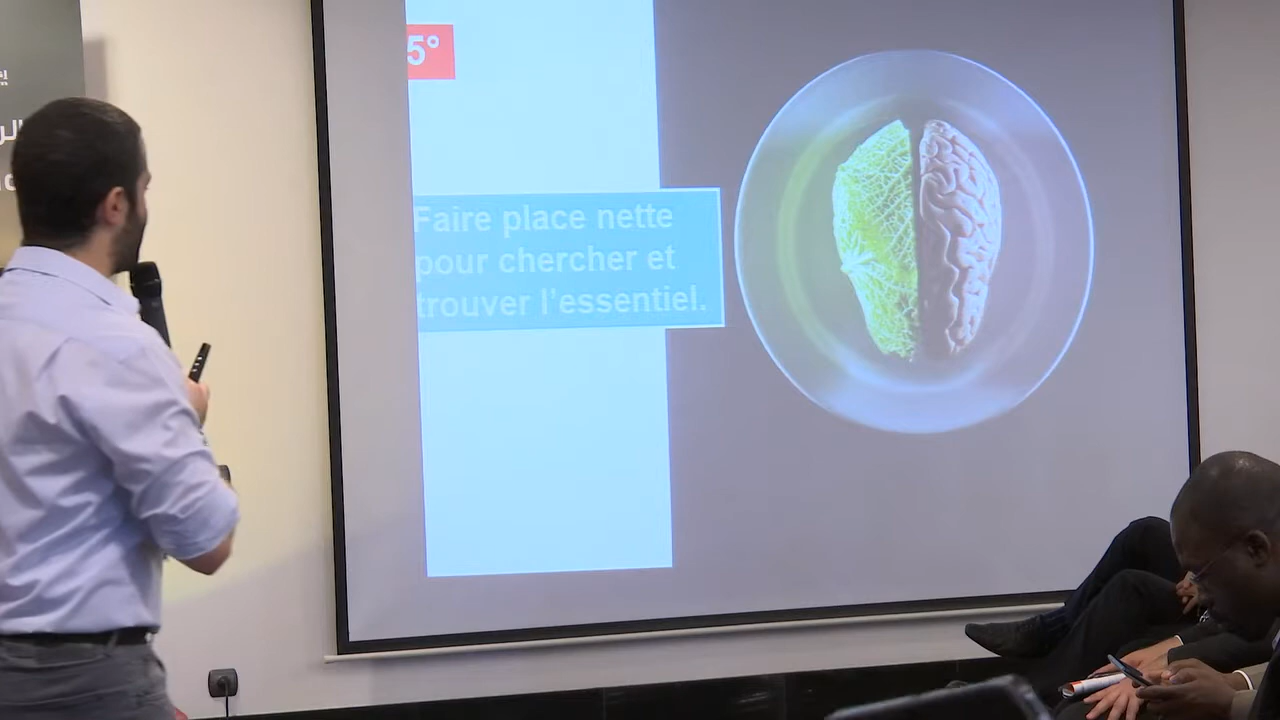 5°
Faire place nette
pour chercher et
trouver l'essentiel.